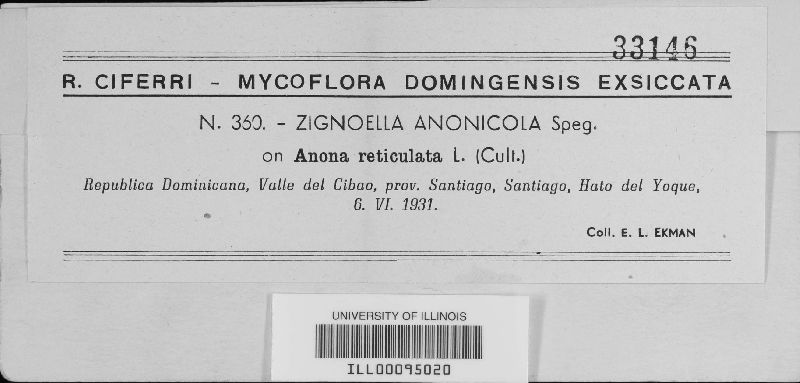 33146
R. CIFERRI - MYCOFLORA DOMINGENSIS EXSICCATA
N. 360. - ZIGNOELLA ANONICOLA Speg.
on Anona reticulata L. (Cult.)
Republica Dominicana, Valle del Cibao, prov. Santiago, Santiago, Hato del Yoque,
6. VI. 1931.
Coll. E. L. EKMAN
UNIVERSITY OF ILLINOIS
ILL00095020